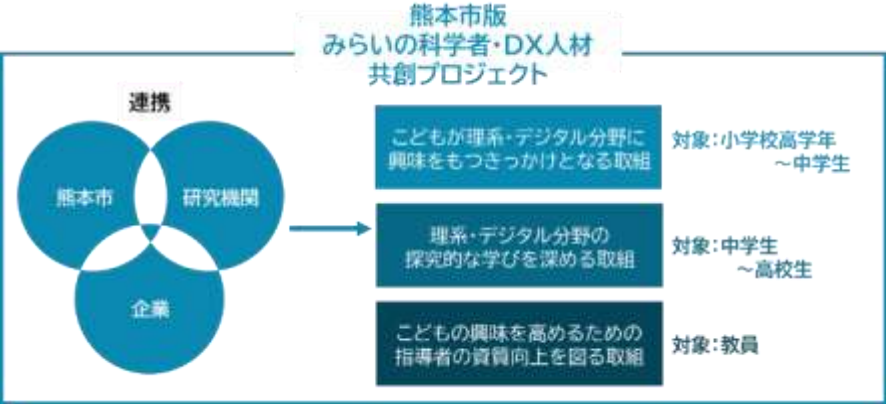 熊本市版
みらいの科学者・DX人材
共創プロジェクト
連携
熊本市
研究機関
企業
こどもが理系・デジタル分野に
興味をもつきっかけとなる取組
対象：小学校高学年
～中学生
理系・デジタル分野の
探究的な学びを深める取組
対象：中学生
～高校生
こどもの興味を高めるための
指導者の資質向上を図る取組
対象：教員